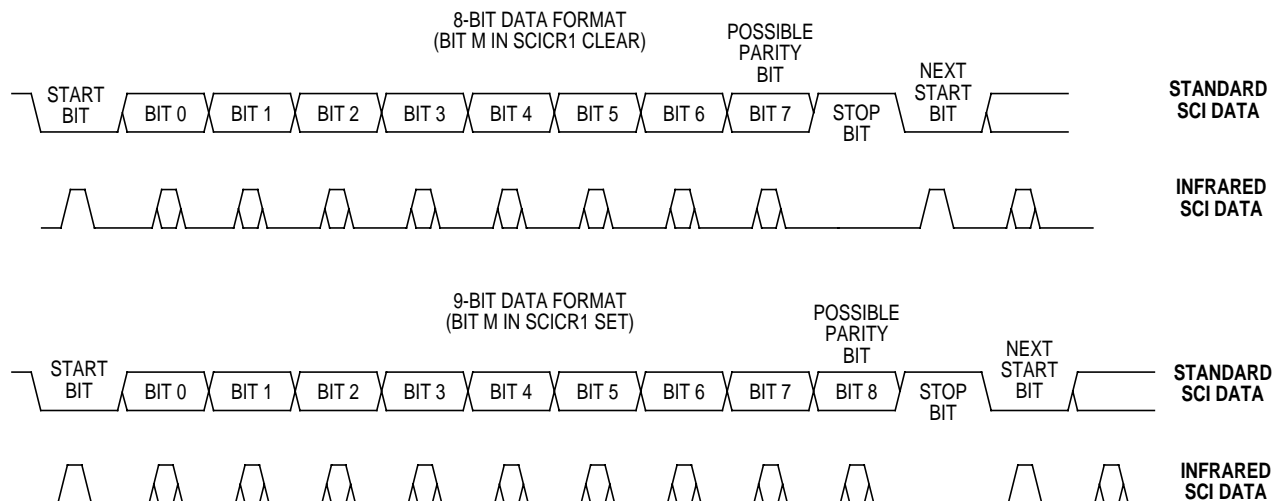 8-BIT DATA FORMAT
(BIT M IN SCICR1 CLEAR)
POSSIBLE
PARITY
BIT
START
BIT
BIT 0
BIT 1
BIT 2
BIT 3
BIT 4
BIT 5
BIT 6
BIT 7
STOP
BIT
NEXT
START
BIT
STANDARD
SCI DATA
INFRARED
SCI DATA
9-BIT DATA FORMAT
(BIT M IN SCICR1 SET)
POSSIBLE
PARITY
BIT
START
BIT
BIT 0
BIT 1
BIT 2
BIT 3
BIT 4
BIT 5
BIT 6
BIT 7
BIT 8
STOP
BIT
NEXT
START
BIT
STANDARD
SCI DATA
INFRARED
SCI DATA